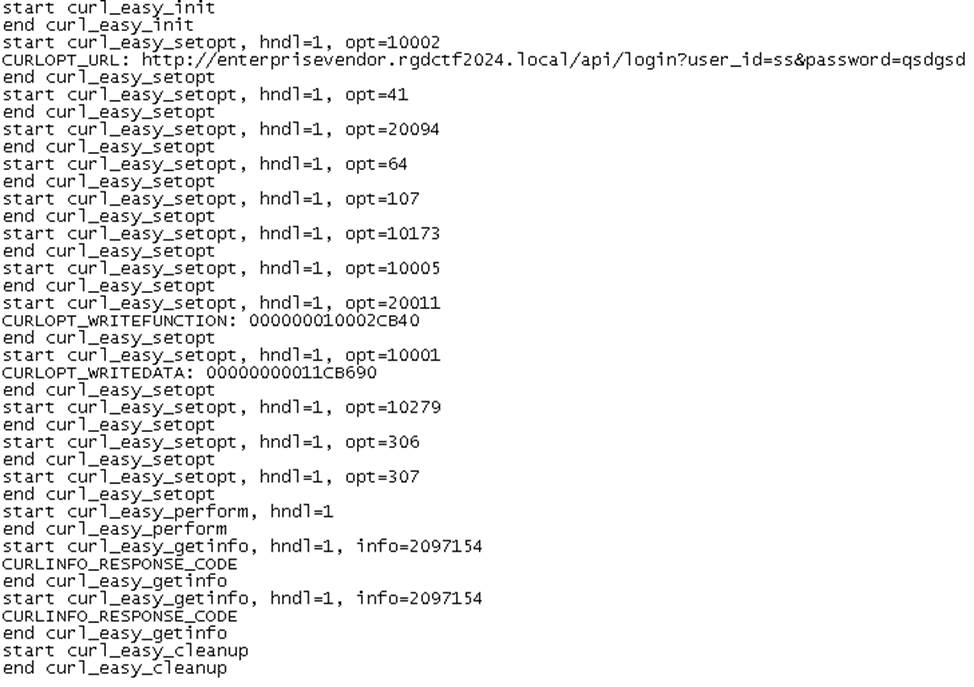 start curl_easy_init
end curl_easy_init
start curl_easy_setopt, hndl=1, opt=10002
CURLOPT_URL: http://enterprisevendor.rgdctf2024.local/api/login?user_id=ss&password=qsdgsd
end curl_easy_setopt
start curl_easy_setopt, hndl=1, opt=41
end curl_easy_setopt
start curl_easy_setopt, hndl=1, opt=20094
end curl_easy_setopt
start curl_easy_setopt, hndl=1, opt=64
end curl_easy_setopt
start curl_easy_setopt, hndl=1, opt=107
end curl_easy_setopt
start curl_easy_setopt, hndl=1, opt=10173
end curl_easy_setopt
start curl_easy_setopt, hndl=1, opt=10005
end curl_easy_setopt
start curl_easy_setopt, hndl=1, opt=20011
CURLOPT_WRITEFUNCTION: 000000010002CB40
end curl_easy_setopt
start curl_easy_setopt, hndl=1, opt=10001
CURLOPT_WRITEDATA: 00000000011CB690
end curl_easy_setopt
start curl_easy_setopt, hndl=1, opt=10279
end curl_easy_setopt
start curl_easy_setopt, hndl=1, opt=306
end curl_easy_setopt
start curl_easy_setopt, hndl=1, opt=307
end curl_easy_setopt
start curl_easy_perform, hndl=1
end curl_easy_perform
start curl_easy_getinfo, hndl=1, info=2097154
CURLINFO_RESPONSE_CODE
end curl_easy_getinfo
start curl_easy_getinfo, hndl=1, info=2097154
CURLINFO_RESPONSE_CODE
end curl_easy_getinfo
start curl_easy_cleanup
end curl_easy_cleanup